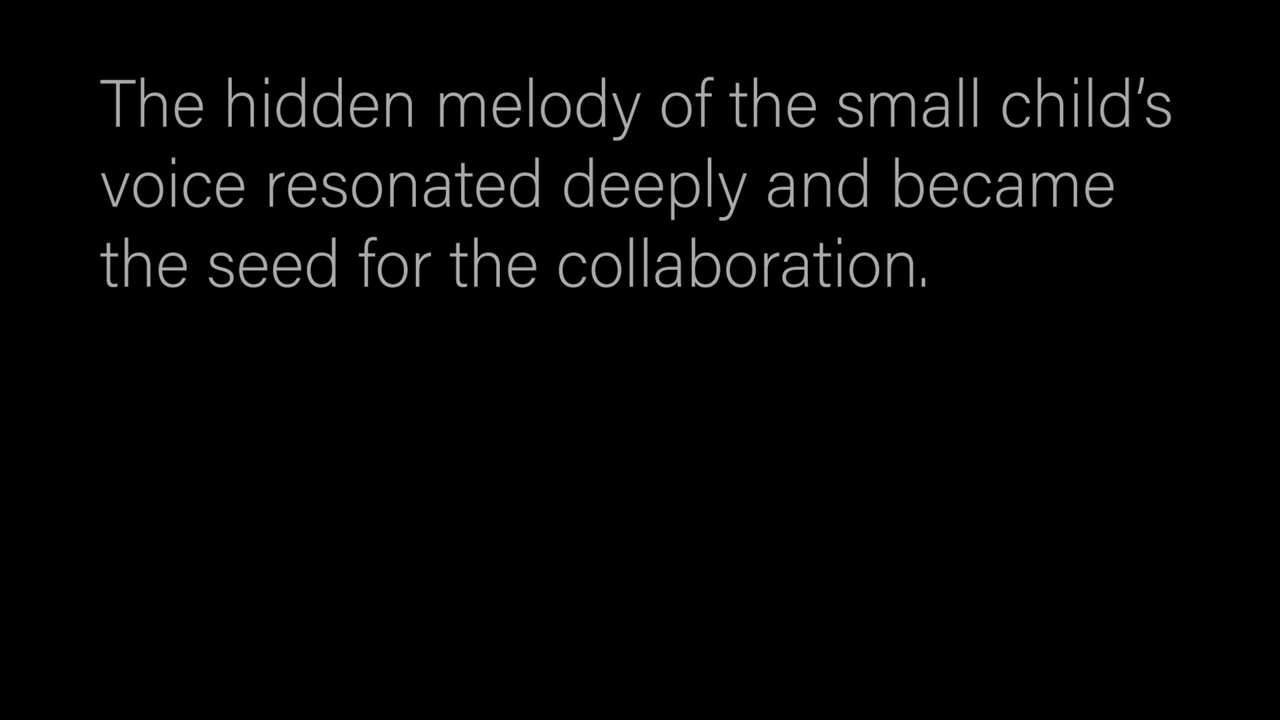 The hidden melody of the small child’s
voice resonated deeply and became
the seed for the collaboration.